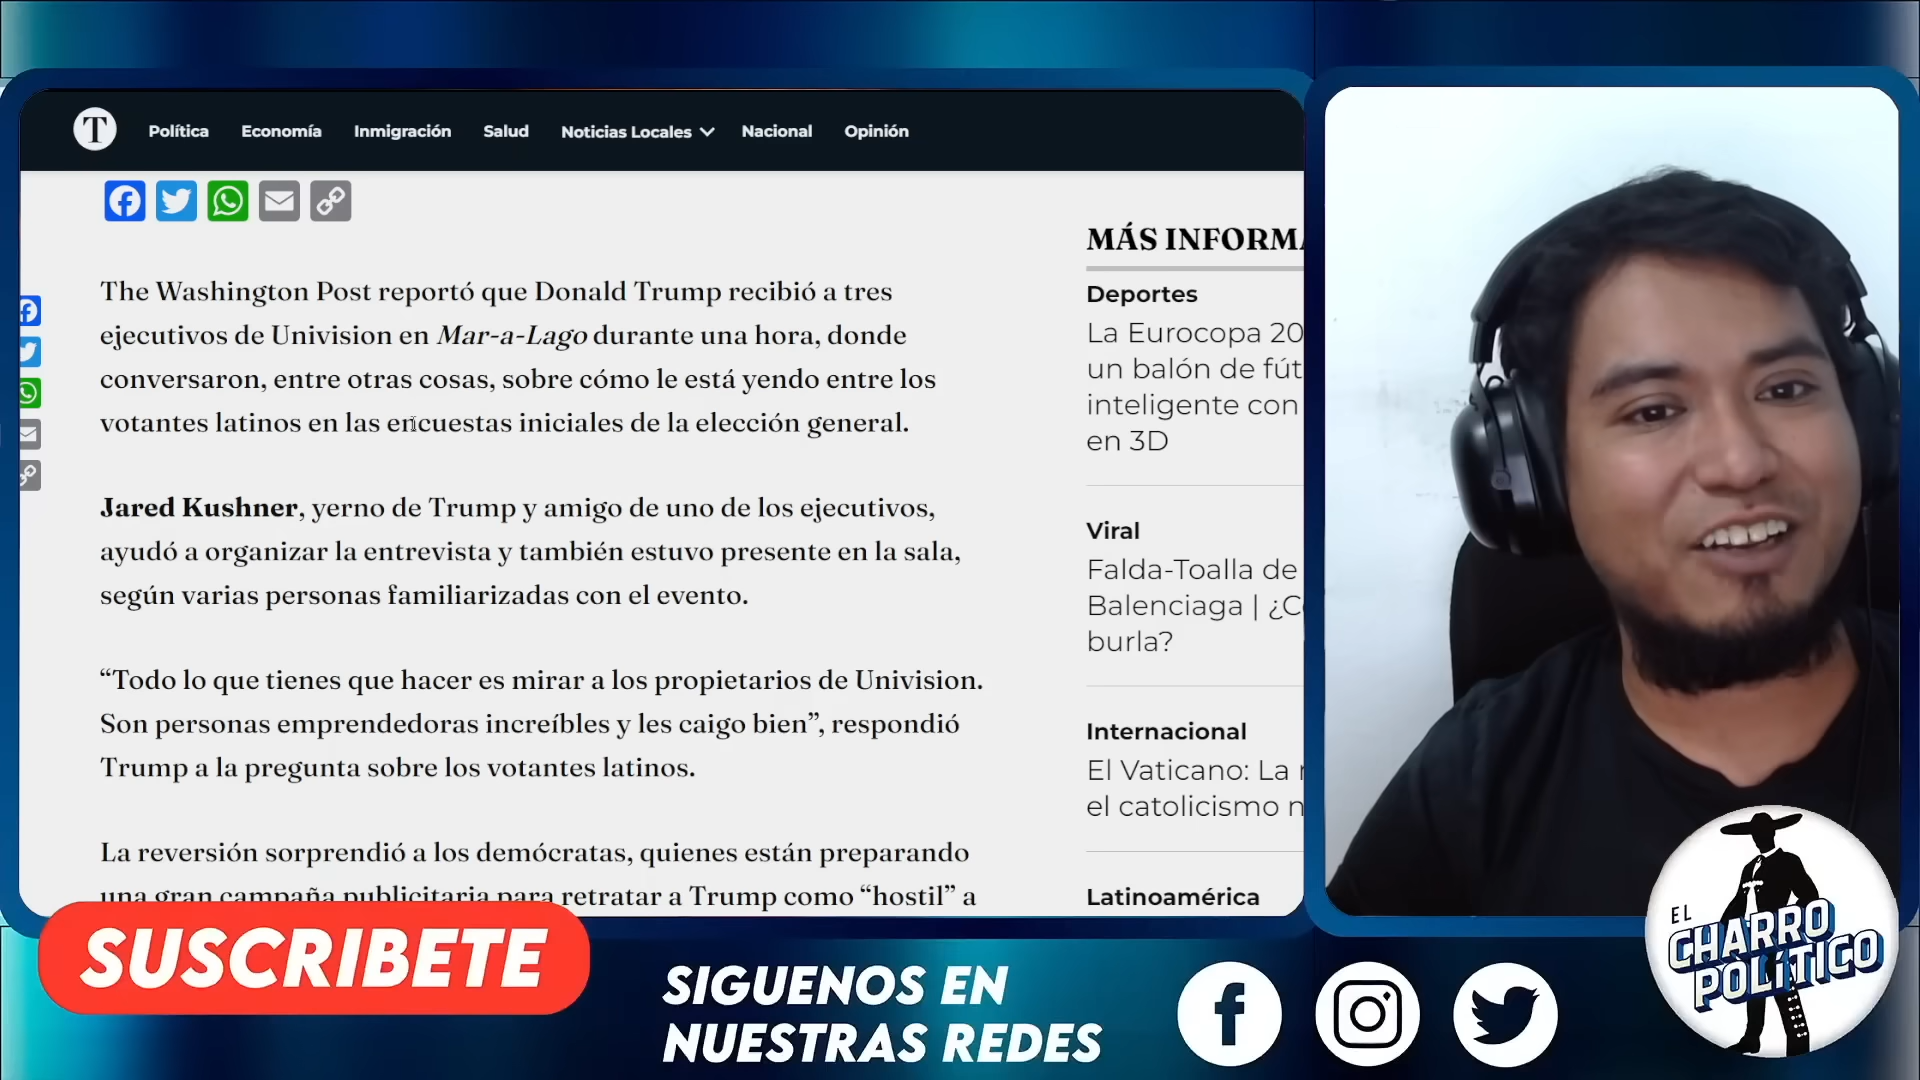 T Política Economía Inmigración Salud Noticias Locales Nacional Opinión
The Washington Post reportó que Donald Trump recibió a tres
ejecutivos de Univision en Mar-a-Lago durante una hora, donde
conversaron, entre otras cosas, sobre cómo le está yendo entre los
votantes latinos en las encuestas iniciales de la elección general.
Jared Kushner, yerno de Trump y amigo de uno de los ejecutivos,
ayudó a organizar la entrevista y también estuvo presente en la sala,
según varias personas familiarizadas con el evento.
“Todo lo que tienes que hacer es mirar a los propietarios de Univision.
Son personas emprendedoras increíbles y les caigo bien”, respondió
Trump a la pregunta sobre los votantes latinos.
La reversión sorprendió a los demócratas, quienes están preparando
una gran campaña publicitaria para retratar a Trump como “hostil” a
MÁS INFORMA
Deportes
La Eurocopa 20
un balón de fút
inteligente con
en 3D
Viral
Falda-Toalla de
Balenciaga | ¿C
burla?
Internacional
El Vaticano: La
el catolicismo n
Latinoamérica
SUSCRIBETE
SIGUENOS EN
NUESTRAS REDES
EL
CHARRO
POLÍTICO